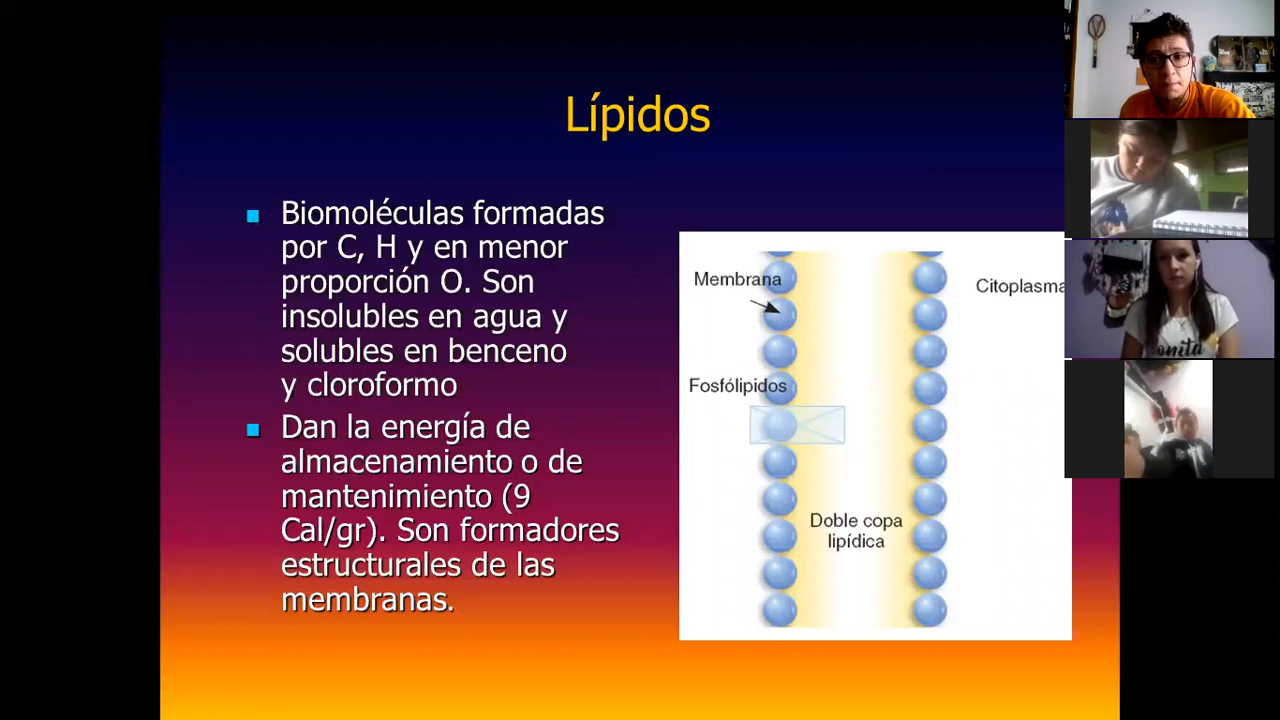 Lípidos
Biomoléculas formadas
por C, H y en menor
proporción O. Son
insolubles en agua y
solubles en benceno
y cloroformo
Dan la energía de
almacenamiento o de
mantenimiento (9
Cal/gr). Son formadores
estructurales de las
membranas.
Membrana
Citoplasma
Fosfólipidos
Doble copa
lipídica
Bonita